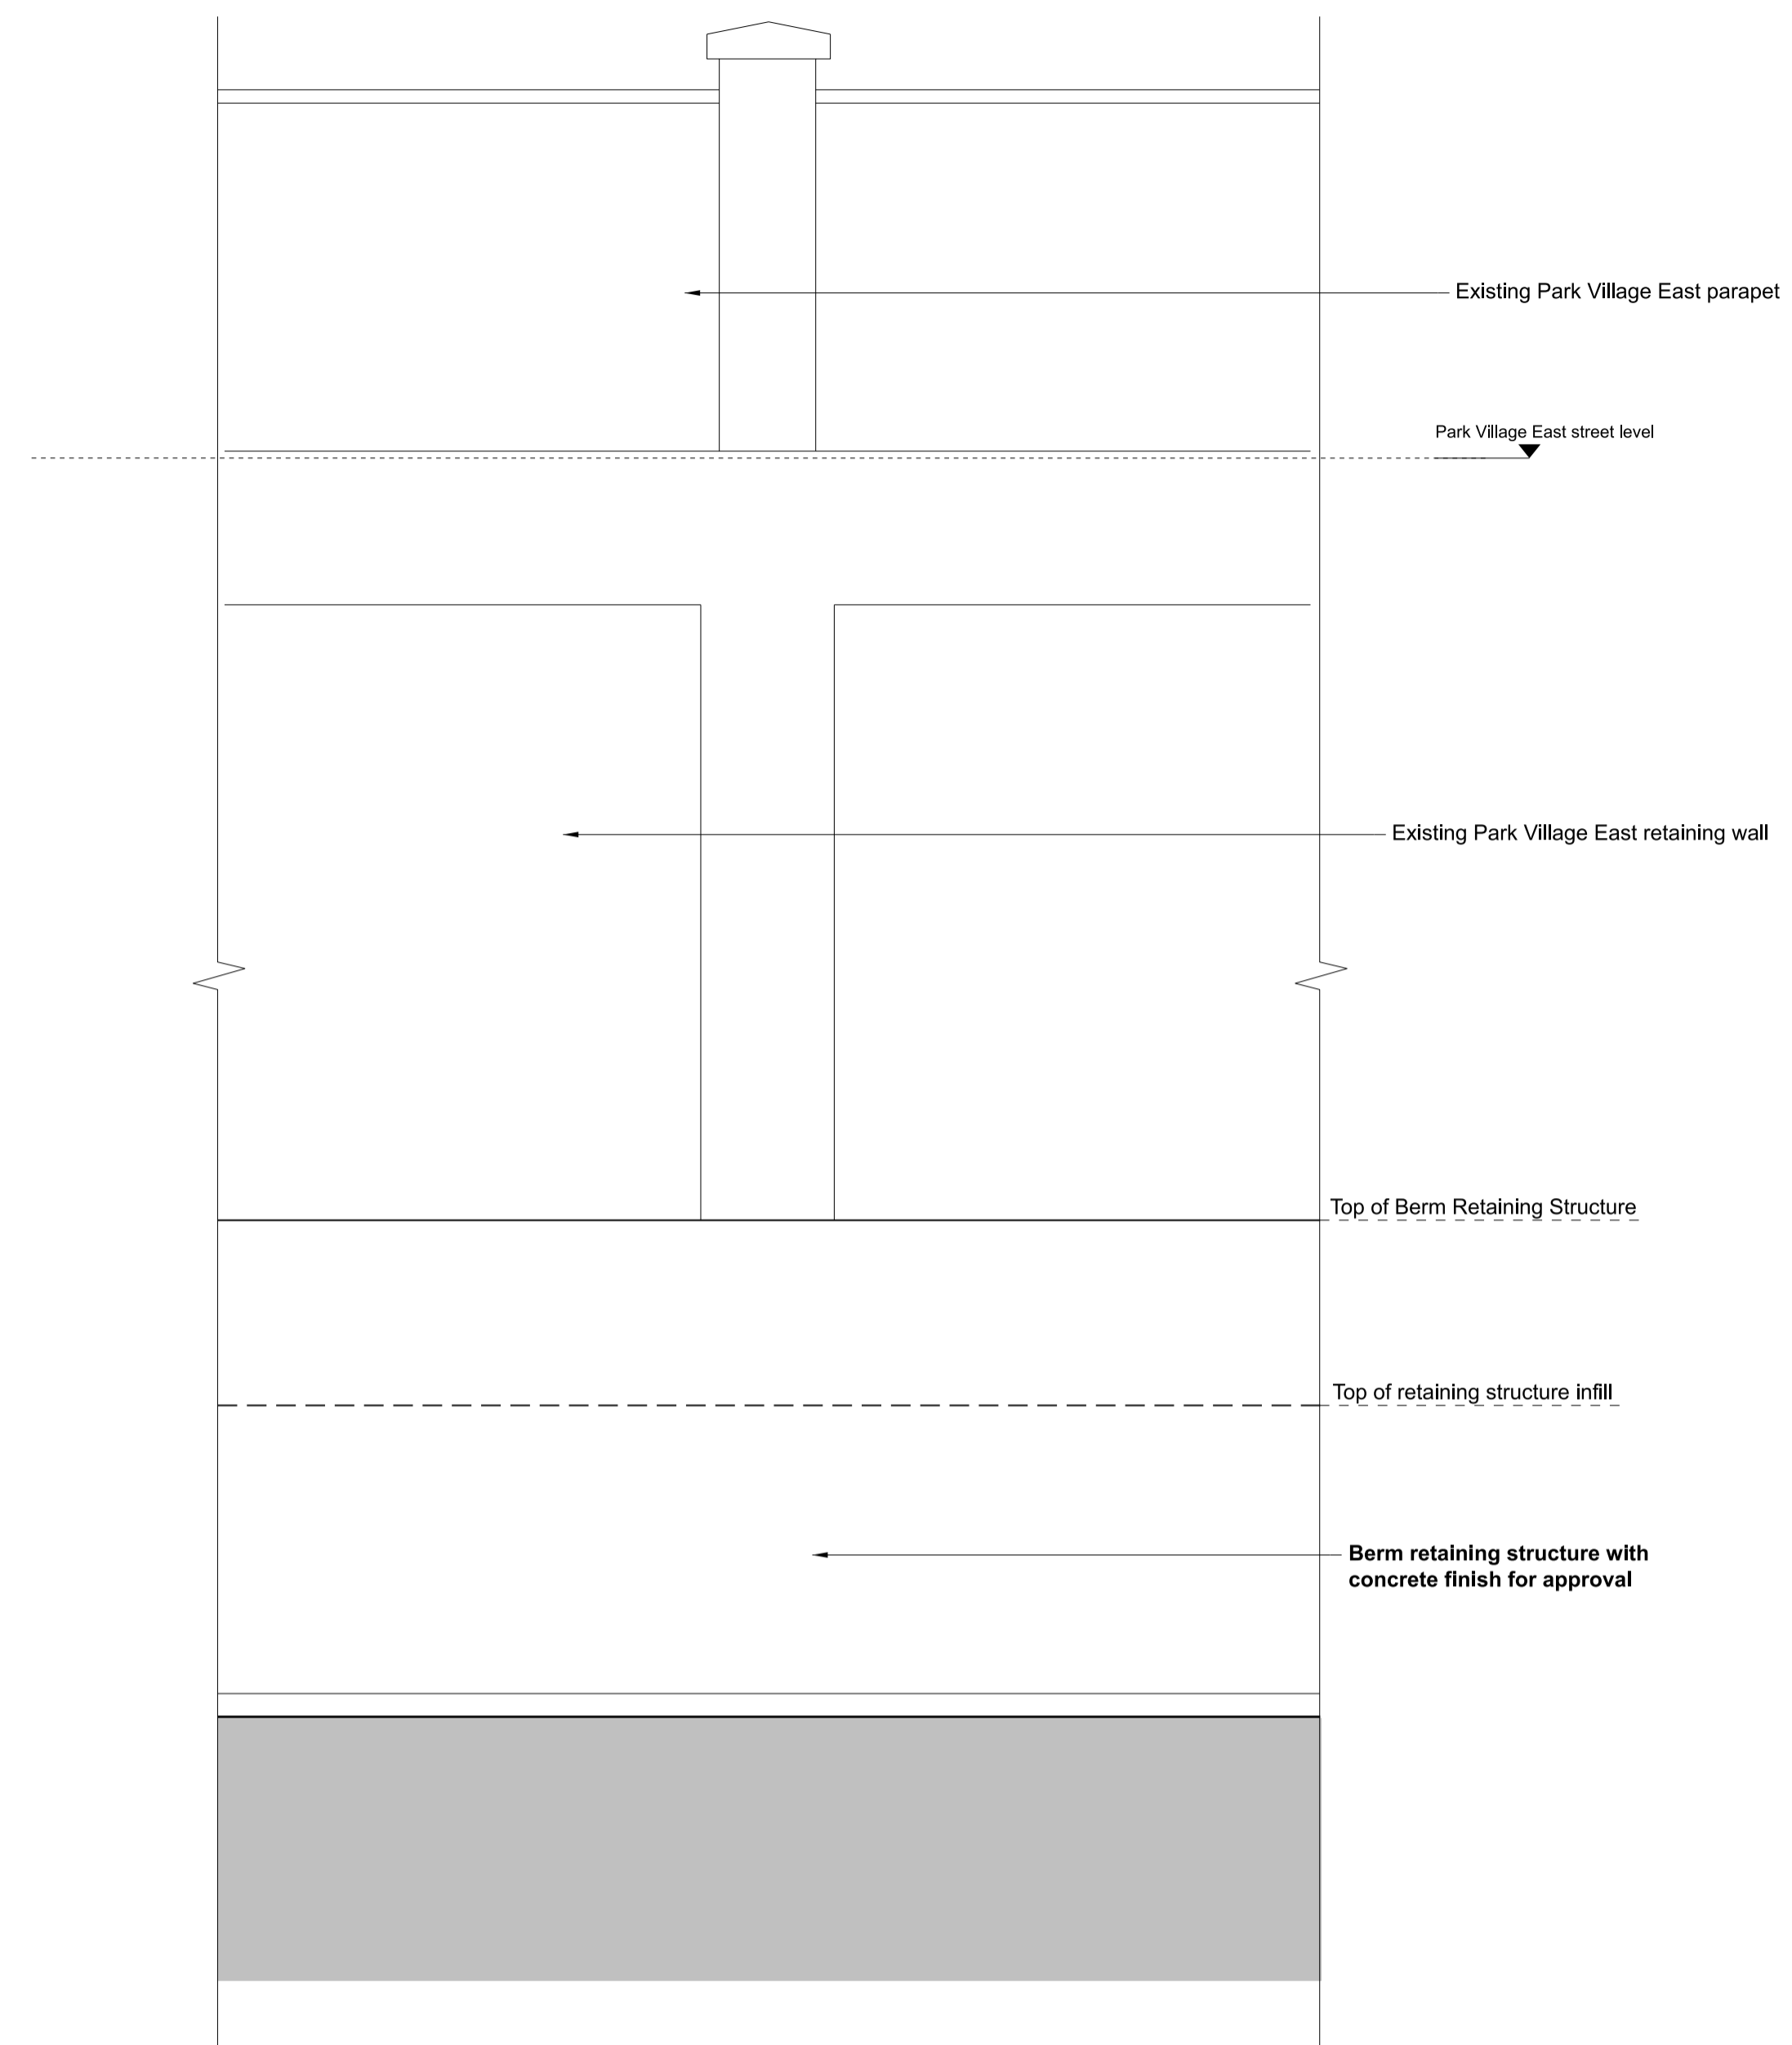 Existing Park Village East parapet
Park Village East street level
Existing Park Village East retaining wall
Top of Berm Retaining Structure
Top of retaining structure infill
Berm retaining structure with
concrete finish for approval